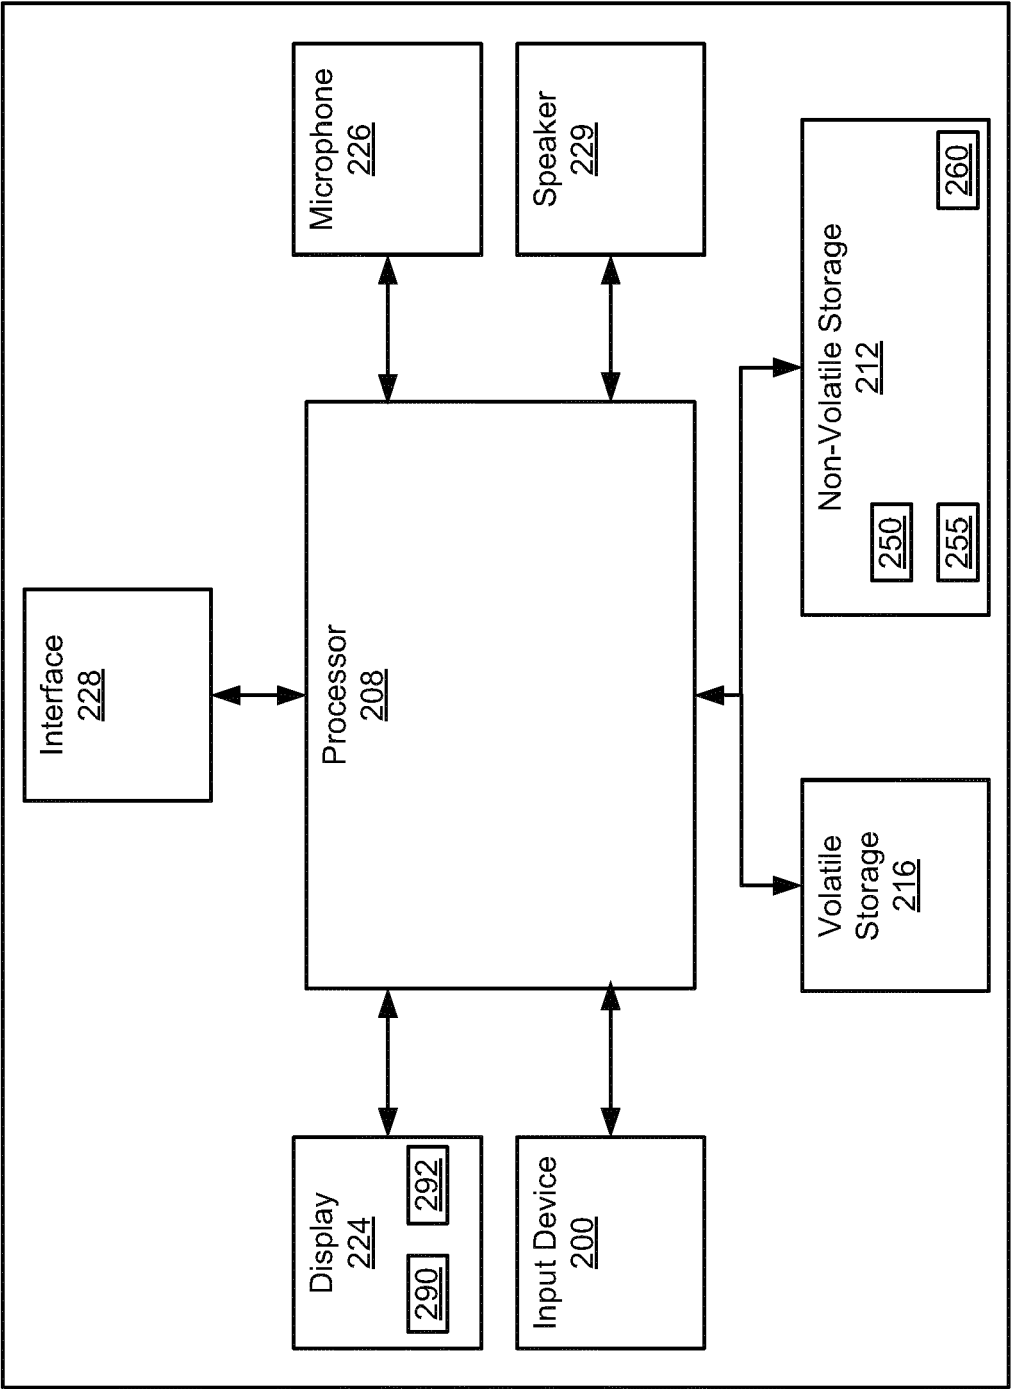 Interface
228
Display
224
290
292
Processor
208
Microphone
226
Input Device
200
Speaker
229
Volatile
Storage
216
Non-Volatile Storage
212
250
255
260